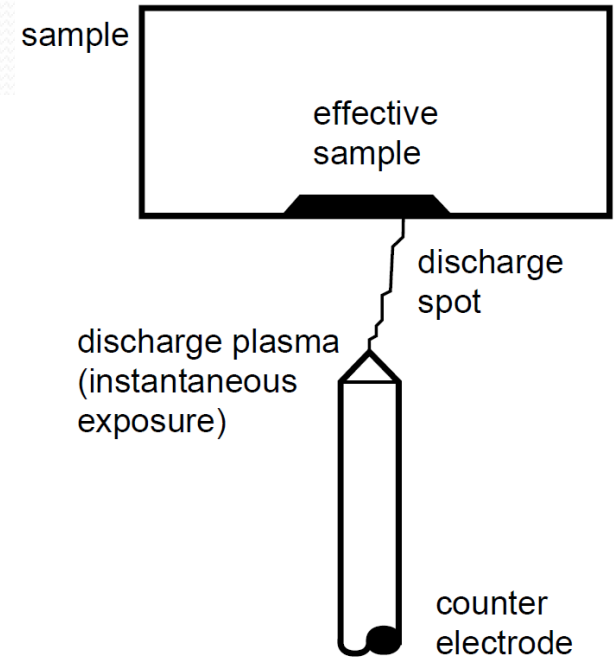 sample
effective
sample
discharge
spot
discharge plasma
(instantaneous
exposure)
counter
electrode